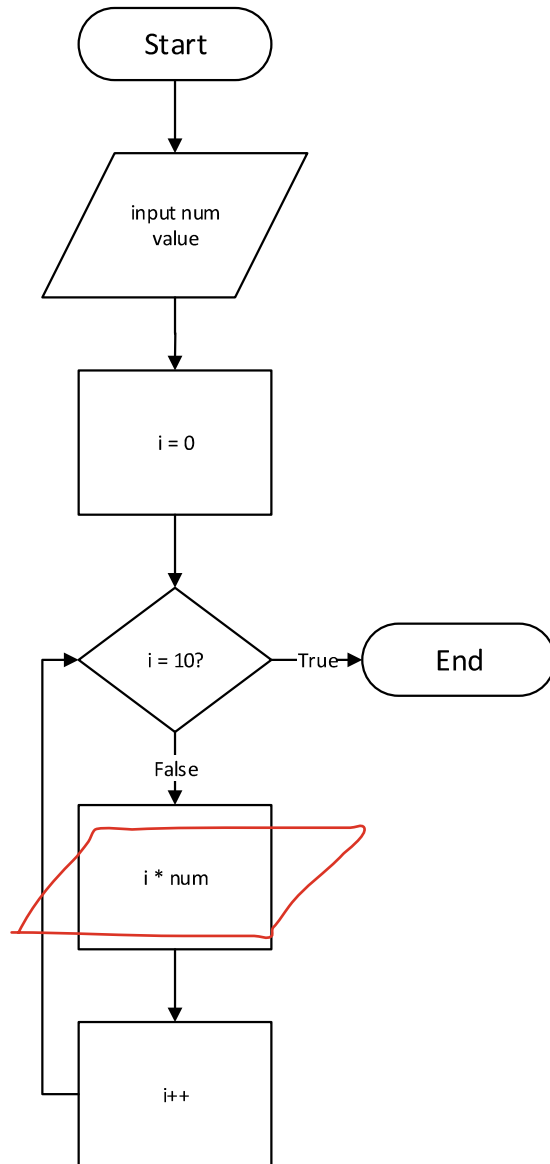 Start
input num
value
i = 0
i = 10?
True
End
False
i * num
i++